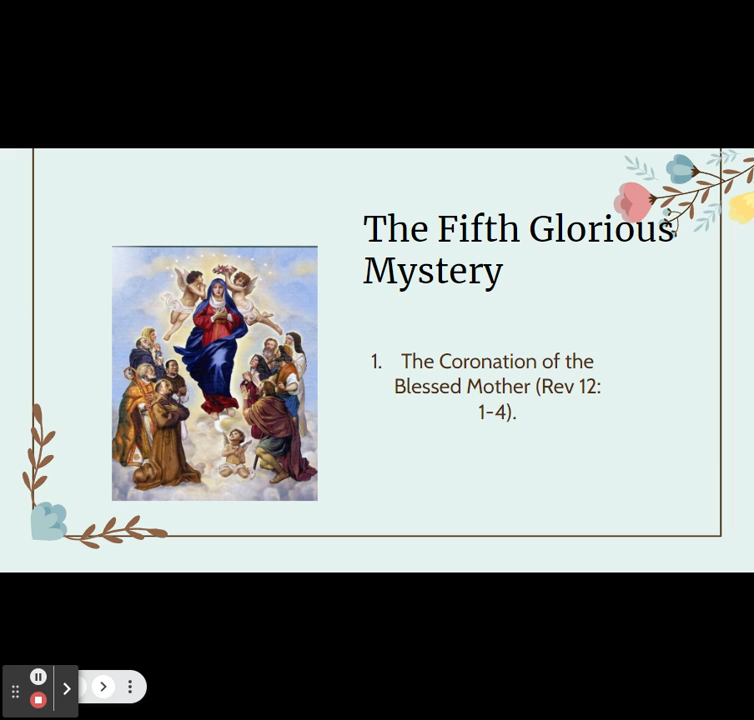 The Fifth Glorious
Mystery
1. The Coronation of the
Blessed Mother (Rev 12:
1-4).